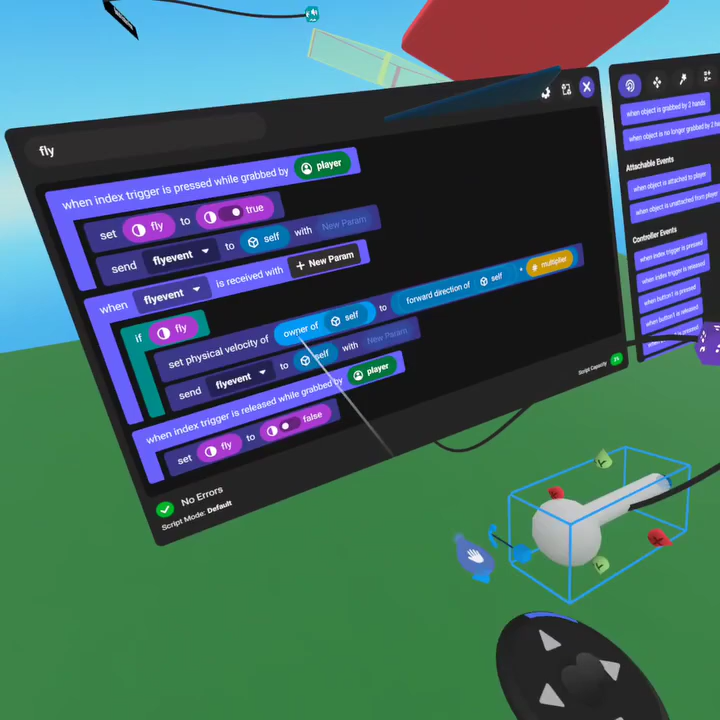 fly
when index trigger is pressed while grabbed by player
set fly to true
send flyevent to self with New Param
when flyevent is received with + New Param
if fly
set physical velocity of owner of self to forward direction of self * multiplier
send flyevent to self with New Param
when index trigger is released while grabbed by player
set fly to false
No Errors
Script Mode: Default
Script Capacity
when object is grabbed by 2 hands
when object is no longer grabbed by 2
Attachable Events
when object is attached to player
when object is unattached from player
Controller Events
when index trigger is pressed
when index trigger is released
when button1 is pressed
when button1 is released
is pressed